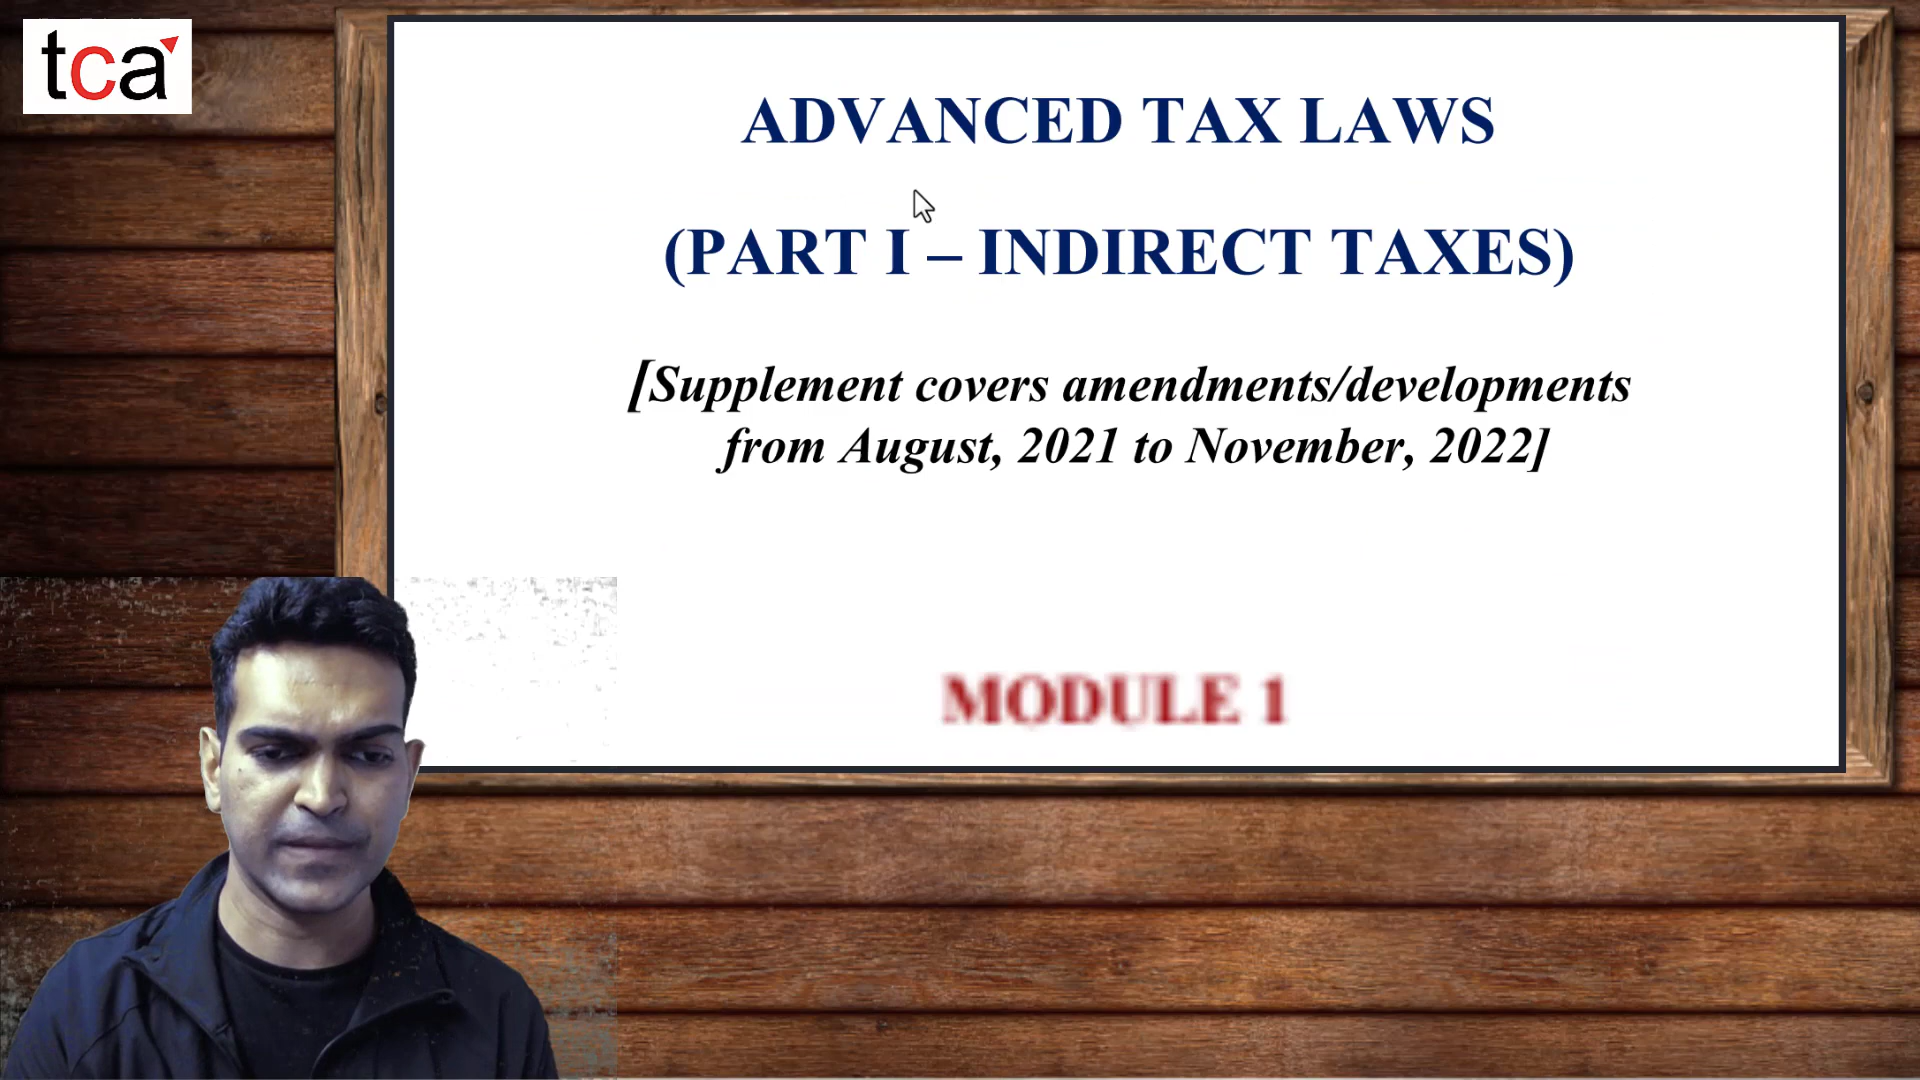 tca
ADVANCED TAX LAWS
(PART I – INDIRECT TAXES)
[Supplement covers amendments/developments
from August, 2021 to November, 2022]
MODULE 1